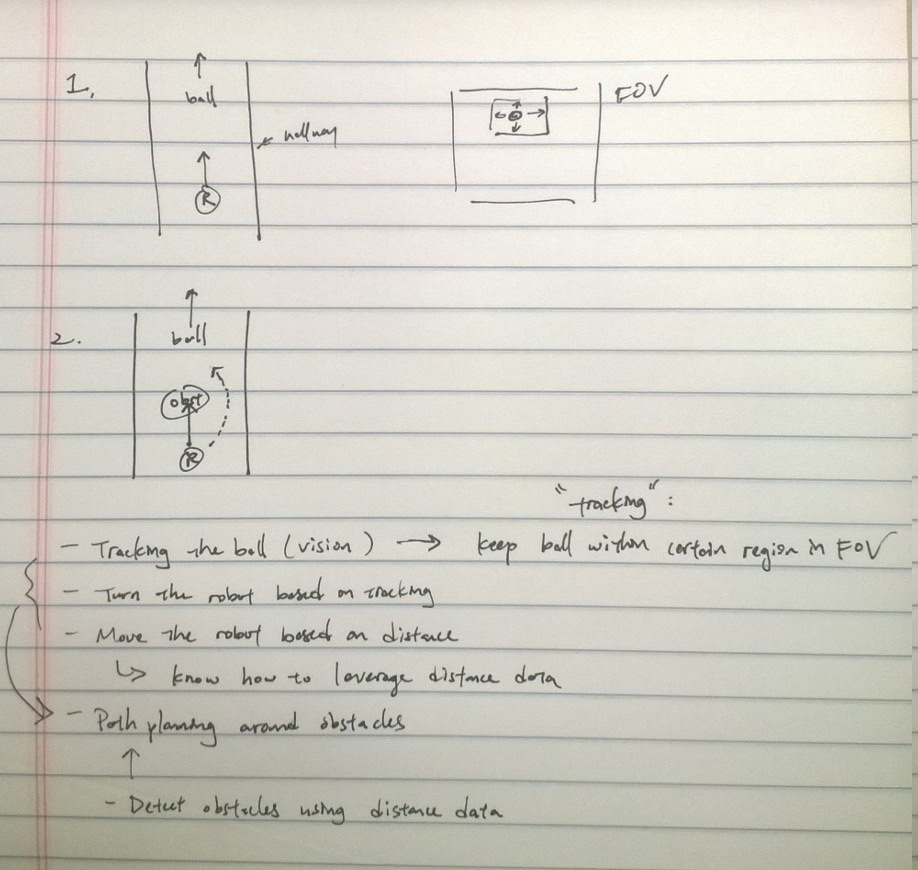 1.
ball
hallway
R
FOV
2.
ball
obst
R
"tracking":
- Tracking the ball (vision) → keep ball within certain region in FOV
- Turn the robot based on tracking
- Move the robot based on distance
↳ know how to leverage distance data
- Path planning around obstacles
↑
- Detect obstacles using distance data